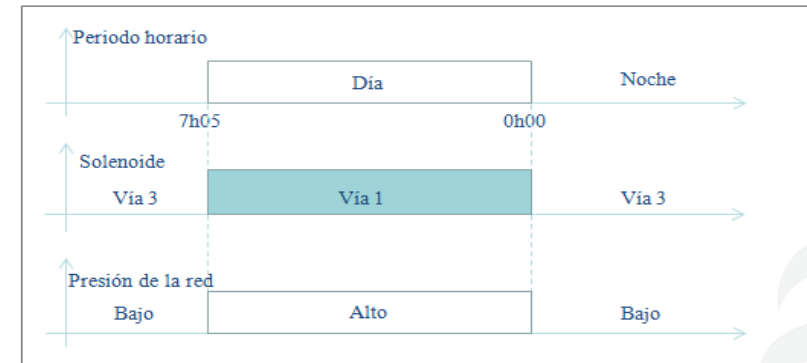 Periodo horario
Día
Noche
7h05
0h00
Solenoide
Vía 3
Vía 1
Vía 3
Presión de la red
Bajo
Alto
Bajo